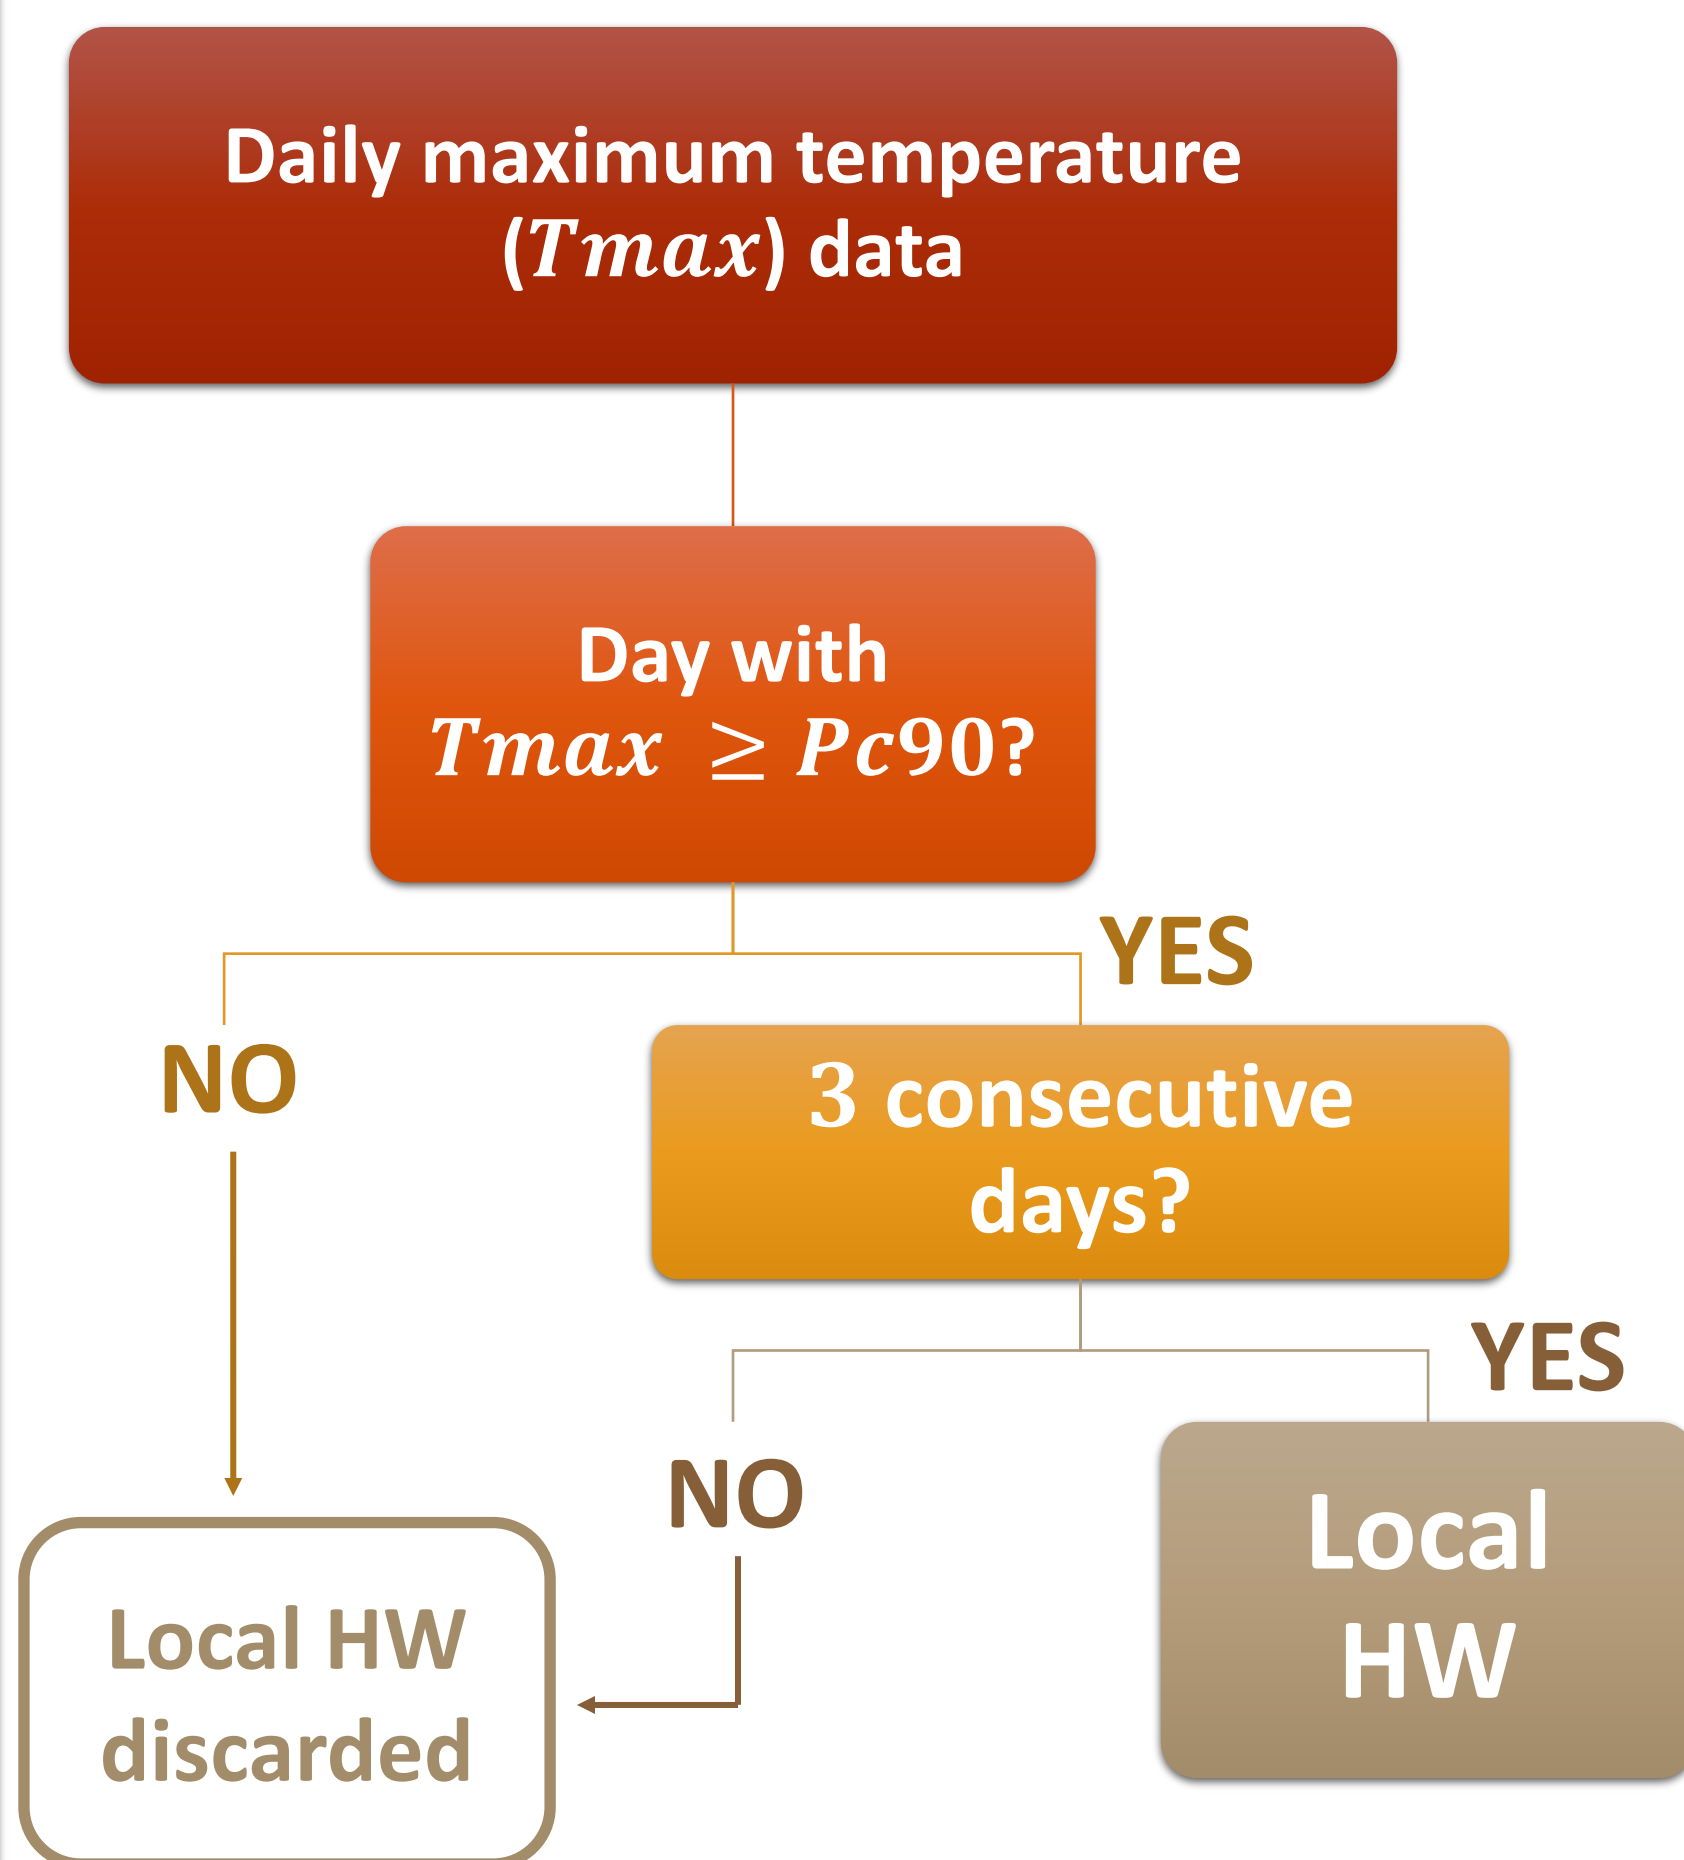 Daily maximum temperature
(Tmax) data
Day with
Tmax ≥ Pc90?
YES
NO
3 consecutive
days?
YES
NO
Local
HW
Local HW
discarded